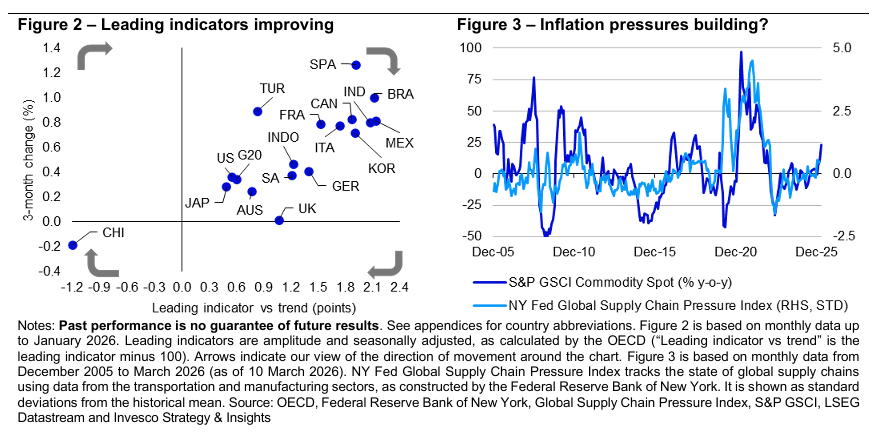 Figure 2 – Leading indicators improving
3-month change (%)
1.4
1.2
1.0
0.8
0.6
0.4
0.2
0.0
-0.2
-0.4
SPA
TUR
BRA
IND
CAN
FRA
MEX
ITA
KOR
INDO
US
G20
SA
GER
JAP
AUS
UK
CHI
-1.2 -0.9 -0.6 -0.3 0.0 0.3 0.6 0.9 1.2 1.5 1.8 2.1 2.4
Leading indicator vs trend (points)
Figure 3 – Inflation pressures building?
100
75
50
25
0
-25
-50
5.0
2.5
0.0
-2.5
Dec-05 Dec-10 Dec-15 Dec-20 Dec-25
S&P GSCI Commodity Spot (% y-o-y)
NY Fed Global Supply Chain Pressure Index (RHS, STD)
Notes: Past performance is no guarantee of future results. See appendices for country abbreviations. Figure 2 is based on monthly data up
to January 2026. Leading indicators are amplitude and seasonally adjusted, as calculated by the OECD (“Leading indicator vs trend” is the
leading indicator minus 100). Arrows indicate our view of the direction of movement around the chart. Figure 3 is based on monthly data from
December 2005 to March 2026 (as of 10 March 2026). NY Fed Global Supply Chain Pressure Index tracks the state of global supply chains
using data from the transportation and manufacturing sectors, as constructed by the Federal Reserve Bank of New York. It is shown as standard
deviations from the historical mean. Source: OECD, Federal Reserve Bank of New York, Global Supply Chain Pressure Index, S&P GSCI, LSEG
Datastream and Invesco Strategy & Insights